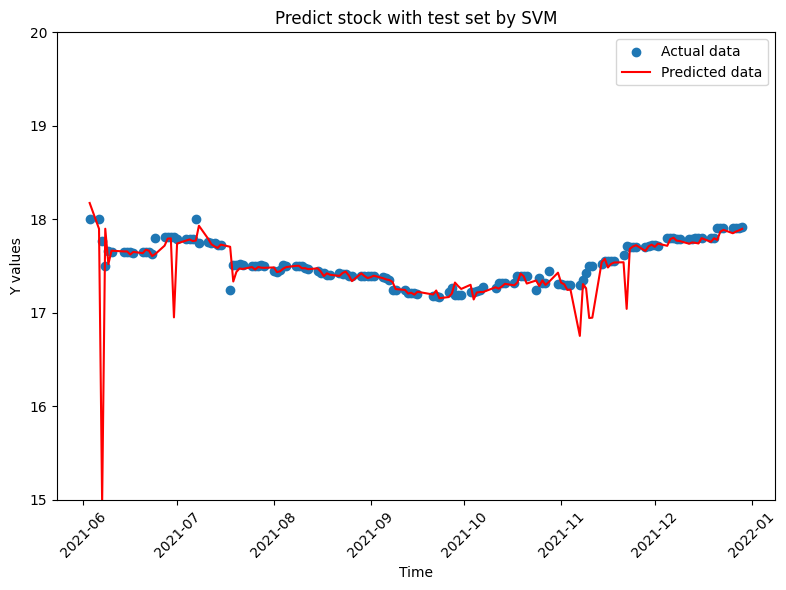 Predict stock with test set by SVM
Actual data
Predicted data
Y values
20
19
18
17
16
15
2021-06
2021-07
2021-08
2021-09
2021-10
2021-11
2021-12
2022-01
Time